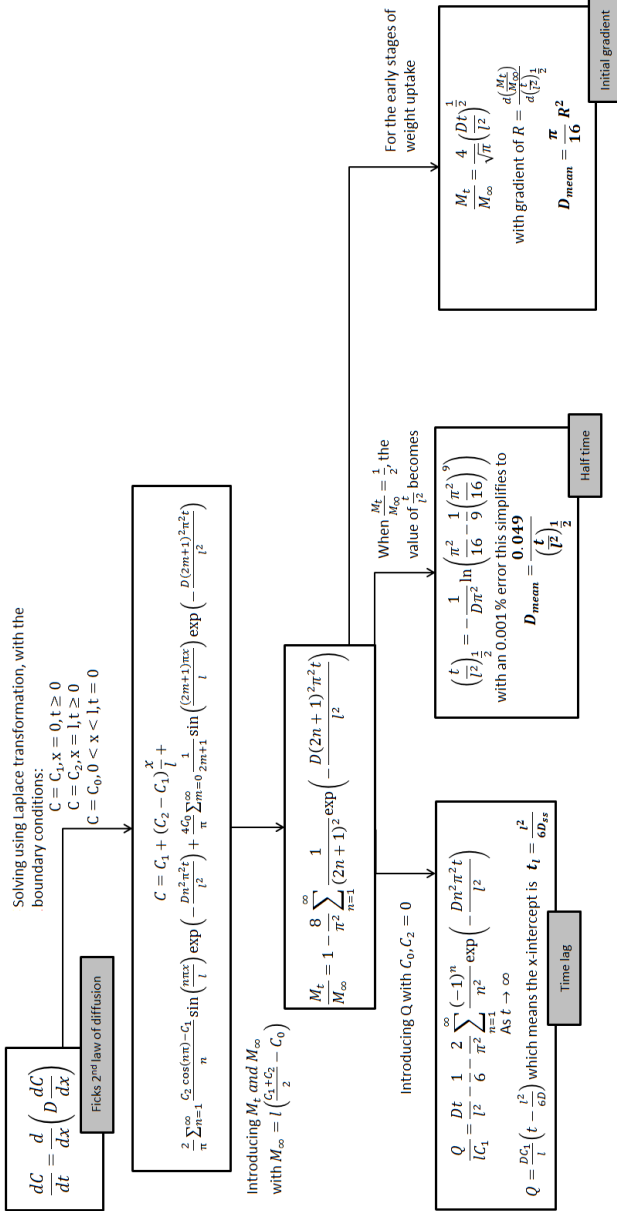 dC/dt = d/dx (D dC/dx)
Ficks 2nd law of diffusion
Solving using Laplace transformation, with the
boundary conditions:
C = C₁, x = 0, t ≥ 0
C = C₂, x = l, t ≥ 0
C = C₀, 0 < x < l, t = 0
C = C₁ + (C₂ − C₁) x/l +
2/π ∑_{n=1}^{∞} (C₂ cos(nπ)−C₁)/n sin(nπx/l) exp(−Dn²π²t/l²) + 4C₀/π ∑_{m=0}^{∞} 1/(2m+1) sin((2m+1)πx/l) exp(−D(2m+1)²π²t/l²)
Introducing Mₜ and M∞
with M∞ = l((C₁+C₂)/2 − C₀)
Mₜ/M∞ = 1 − 8/π² ∑_{n=1}^{∞} 1/(2n+1)² exp(−D(2n+1)²π²t/l²)
Introducing Q with C₀, C₂ = 0
Q/(lC₁) = Dt/l² − 1/6 − 2/π² ∑_{n=1}^{∞} (−1)ⁿ/n² exp(−Dn²π²t/l²)
As t → ∞
Q = DC₁/l (t − l²/6D) which means the x-intercept is tₗ = l²/6Dₛₛ
Time lag
When Mₜ/M∞ = 1/2, the
value of t/l² becomes
(t/l²)_{1/2} = −1/(Dπ²) ln(π²/16 − 1/9 (π²/16)⁹)
with an 0.001 % error this simplifies to
D_mean = 0.049/(t/l²)_{1/2}
Half time
For the early stages of
weight uptake
Mₜ/M∞ = 4/√π (Dt/l²)^{1/2}
with gradient of R = d(Mₜ/M∞)/d(t/l²)^{1/2}
D_mean = π/16 R²
Initial gradient